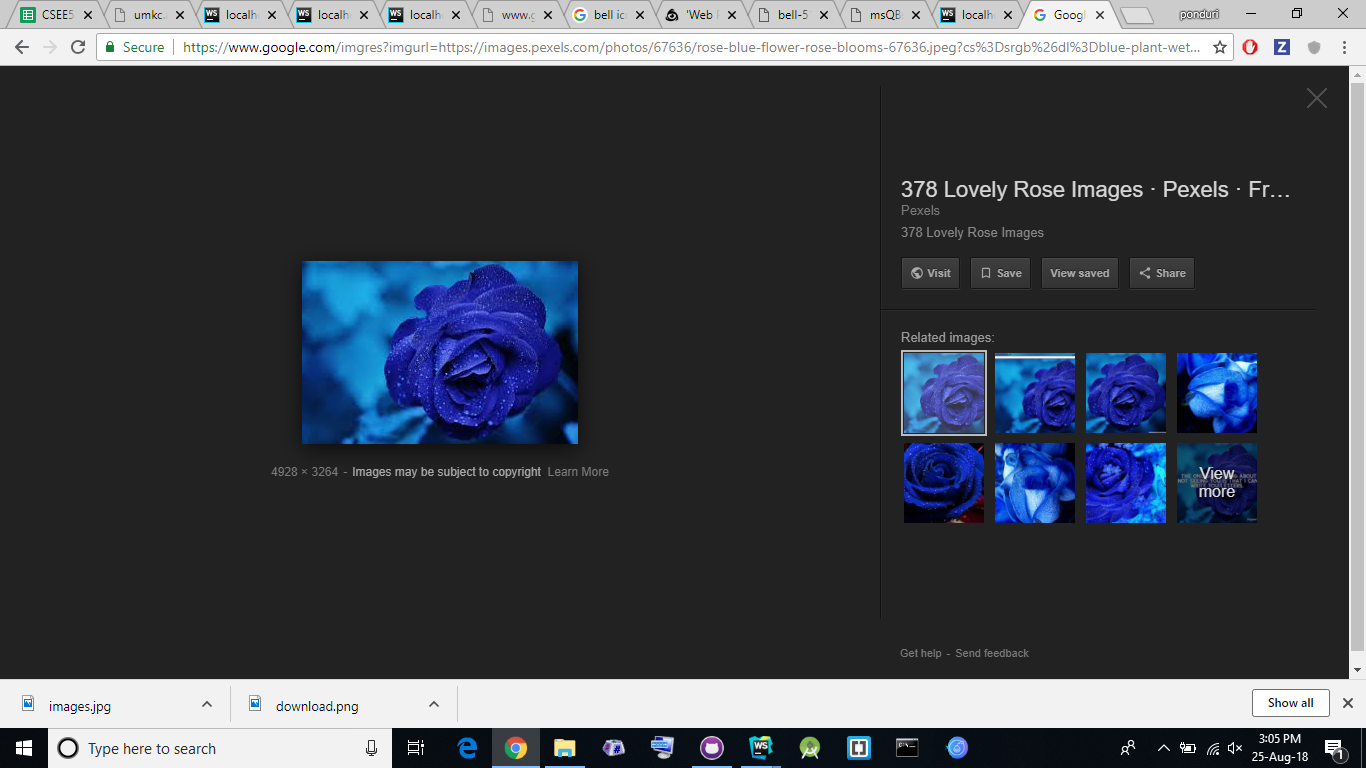 CSEE5
umkc.
localh
localh
localh
www.g
bell ic
'Web
bell-5
msQB
localh
Googl
ponduri
Secure
https://www.google.com/imgres?imgurl=https://images.pexels.com/photos/67636/rose-blue-flower-rose-blooms-67636.jpeg?cs%3Dsrgb%26dl%3Dblue-plant-wet...
378 Lovely Rose Images · Pexels · Fr...
Pexels
378 Lovely Rose Images
Visit
Save
View saved
Share
4928 × 3264 - Images may be subject to copyright Learn More
Related images:
View
more
Get help - Send feedback
images.jpg
download.png
Show all
Type here to search
3:05 PM
25-Aug-18
1